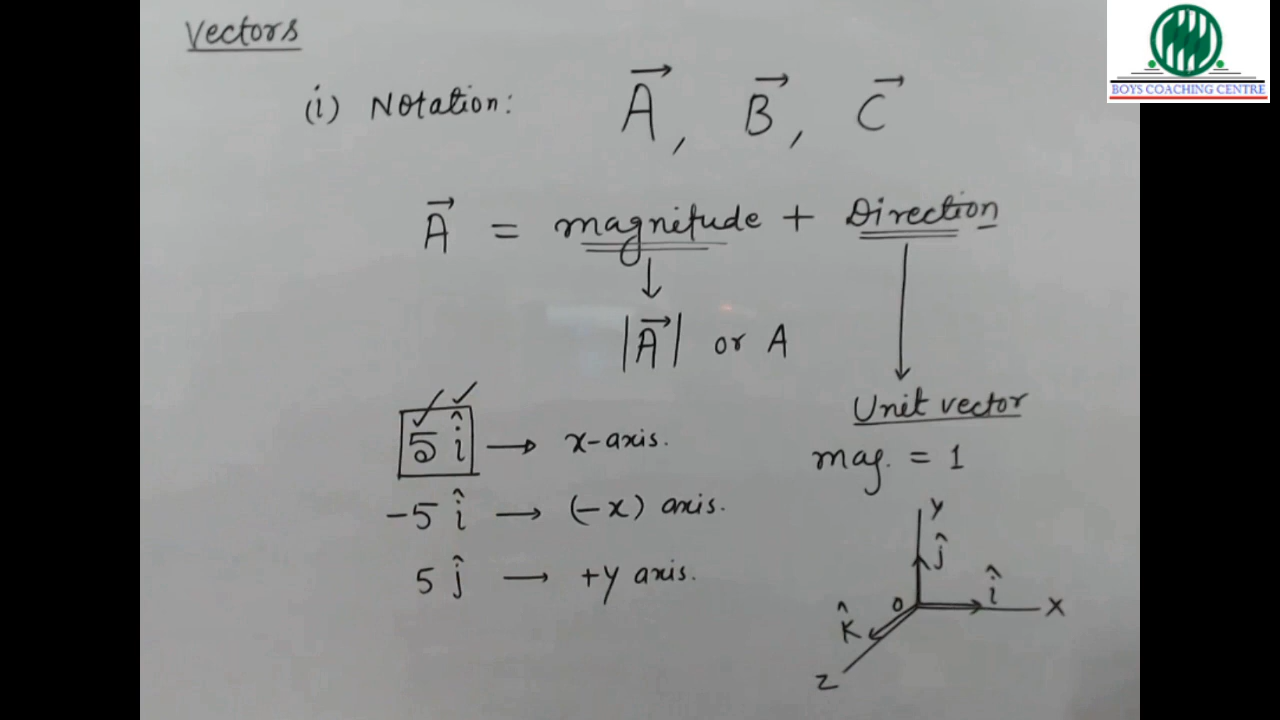 Vectors
BOYS COACHING CENTRE
(i) Notation: A⃗, B⃗, C⃗
A⃗ = magnitude + Direction
|A⃗| or A
Unit vector
mag. = 1
5 î → x-axis.
-5 î → (-x) axis.
5 ĵ → +y axis.
Y
ĵ
î
O
X
k̂
Z